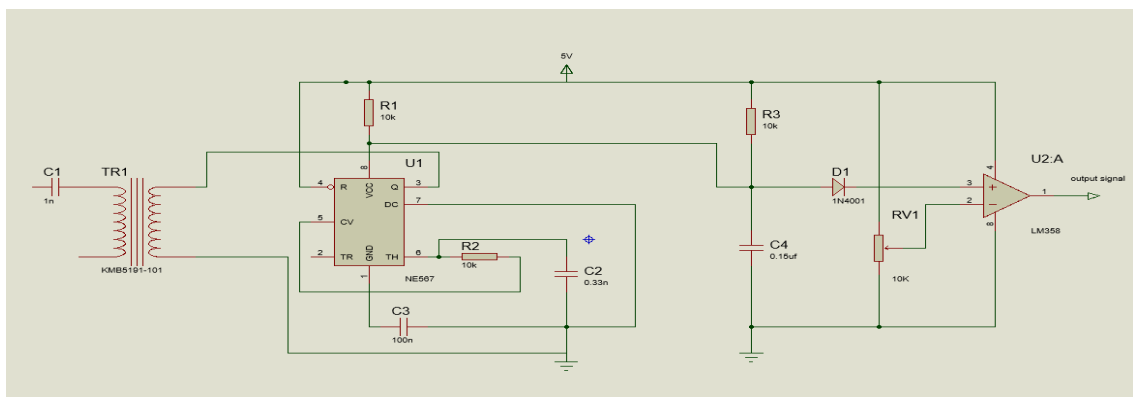 5V
R1
10k
R3
10k
C1
1n
TR1
KMB5191-101
U1
8
VCC
4
R
Q
3
DC
7
5
CV
2
TR
GND
TH
6
1
NE567
R2
10k
C2
0.33n
C3
100n
D1
1N4001
C4
0.15uf
RV1
10K
U2:A
4
3
2
8
1
LM358
output signal